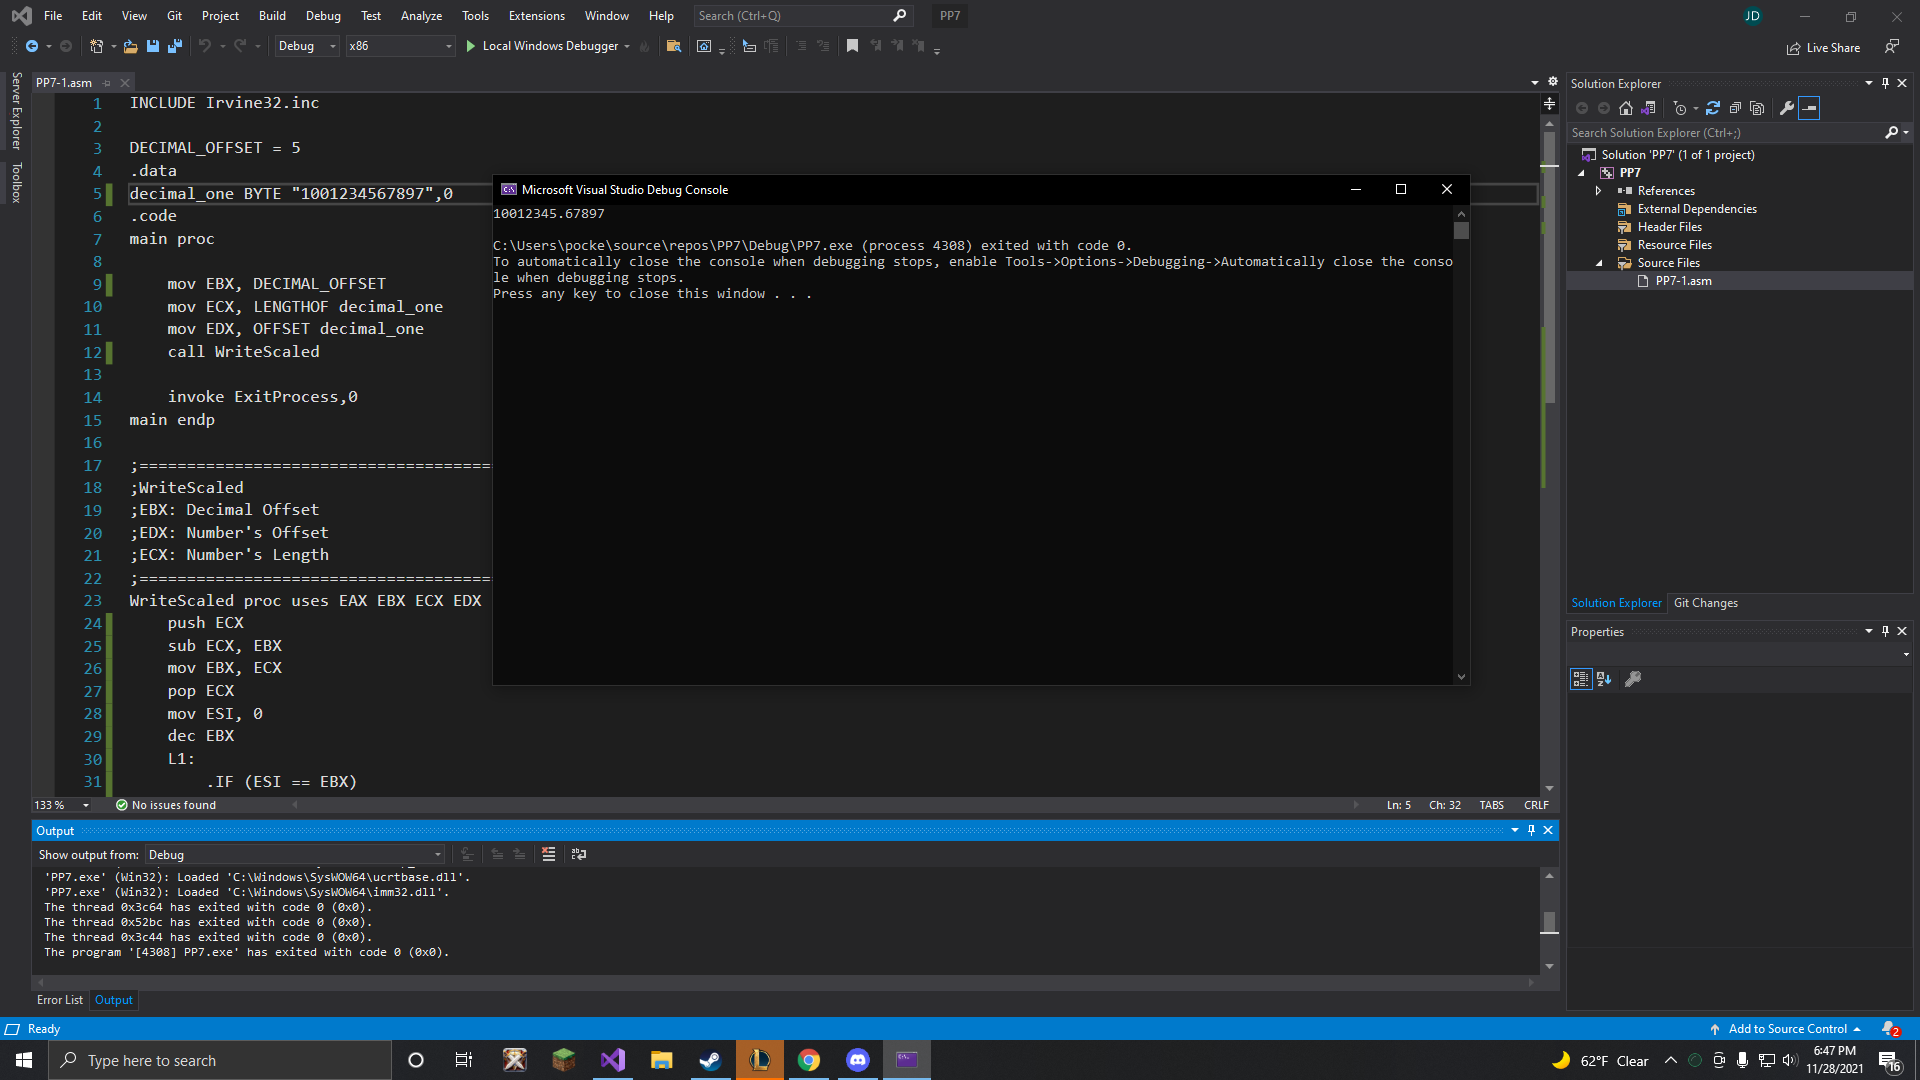 File Edit View Git Project Build Debug Test Analyze Tools Extensions Window Help Search (Ctrl+Q) PP7 JD
Debug x86 Local Windows Debugger Live Share
Server Explorer
Toolbox
PP7-1.asm
1 INCLUDE Irvine32.inc
2
3 DECIMAL_OFFSET = 5
4 .data
5 decimal_one BYTE "1001234567897",0
6 .code
7 main proc
8
9 mov EBX, DECIMAL_OFFSET
10 mov ECX, LENGTHOF decimal_one
11 mov EDX, OFFSET decimal_one
12 call WriteScaled
13
14 invoke ExitProcess,0
15 main endp
16
17 ;=====================================
18 ;WriteScaled
19 ;EBX: Decimal Offset
20 ;EDX: Number's Offset
21 ;ECX: Number's Length
22 ;=====================================
23 WriteScaled proc uses EAX EBX ECX EDX
24 push ECX
25 sub ECX, EBX
26 mov EBX, ECX
27 pop ECX
28 mov ESI, 0
29 dec EBX
30 L1:
31 .IF (ESI == EBX)
133 % No issues found Ln: 5 Ch: 32 TABS CRLF
Microsoft Visual Studio Debug Console
10012345.67897
C:\Users\pocke\source\repos\PP7\Debug\PP7.exe (process 4308) exited with code 0.
To automatically close the console when debugging stops, enable Tools->Options->Debugging->Automatically close the conso
le when debugging stops.
Press any key to close this window . . .
Solution Explorer
Search Solution Explorer (Ctrl+;)
Solution 'PP7' (1 of 1 project)
PP7
References
External Dependencies
Header Files
Resource Files
Source Files
PP7-1.asm
Solution Explorer Git Changes
Properties
Output
Show output from: Debug
'PP7.exe' (Win32): Loaded 'C:\Windows\SysWOW64\ucrtbase.dll'.
'PP7.exe' (Win32): Loaded 'C:\Windows\SysWOW64\imm32.dll'.
The thread 0x3c64 has exited with code 0 (0x0).
The thread 0x52bc has exited with code 0 (0x0).
The thread 0x3c44 has exited with code 0 (0x0).
The program '[4308] PP7.exe' has exited with code 0 (0x0).
Error List Output
Ready Add to Source Control 2
Type here to search 62°F Clear 6:47 PM
11/28/2021 16